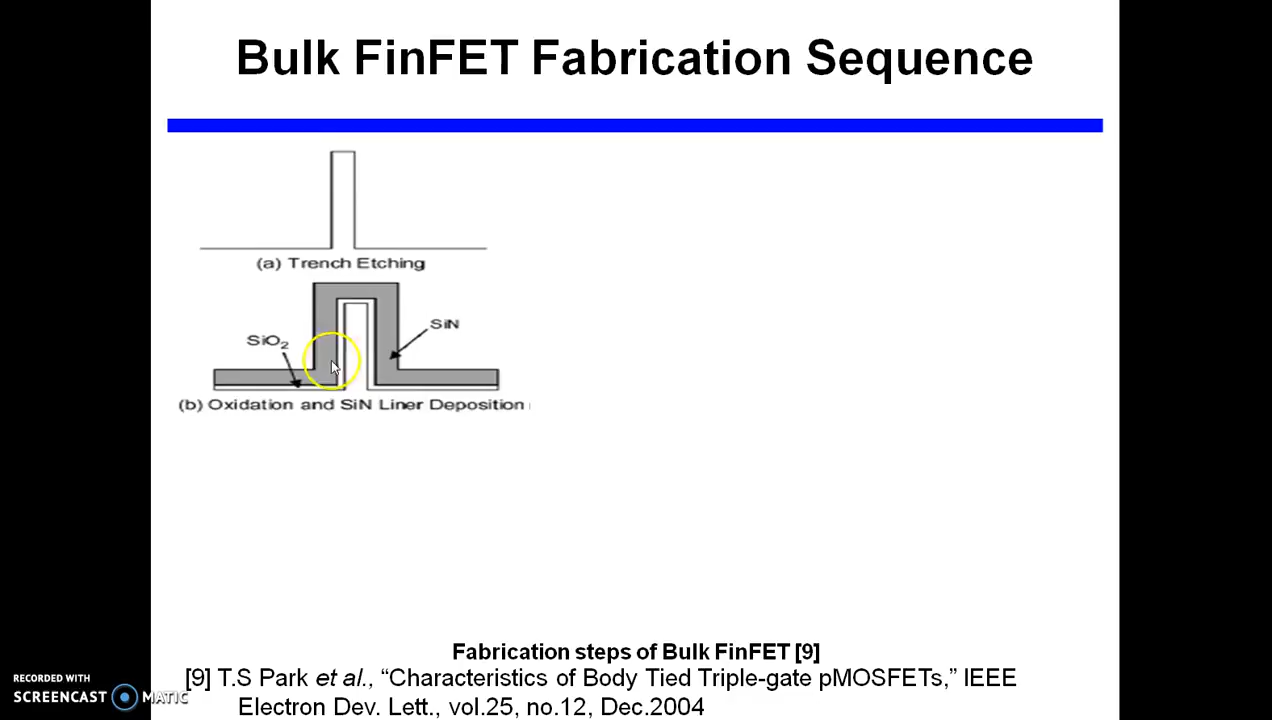 Bulk FinFET Fabrication Sequence
(a) Trench Etching
SiN
SiO2
(b) Oxidation and SiN Liner Deposition
Fabrication steps of Bulk FinFET [9]
[9] T.S Park et al., “Characteristics of Body Tied Triple-gate pMOSFETs,” IEEE
Electron Dev. Lett., vol.25, no.12, Dec.2004
RECORDED WITH
SCREENCAST MATIC